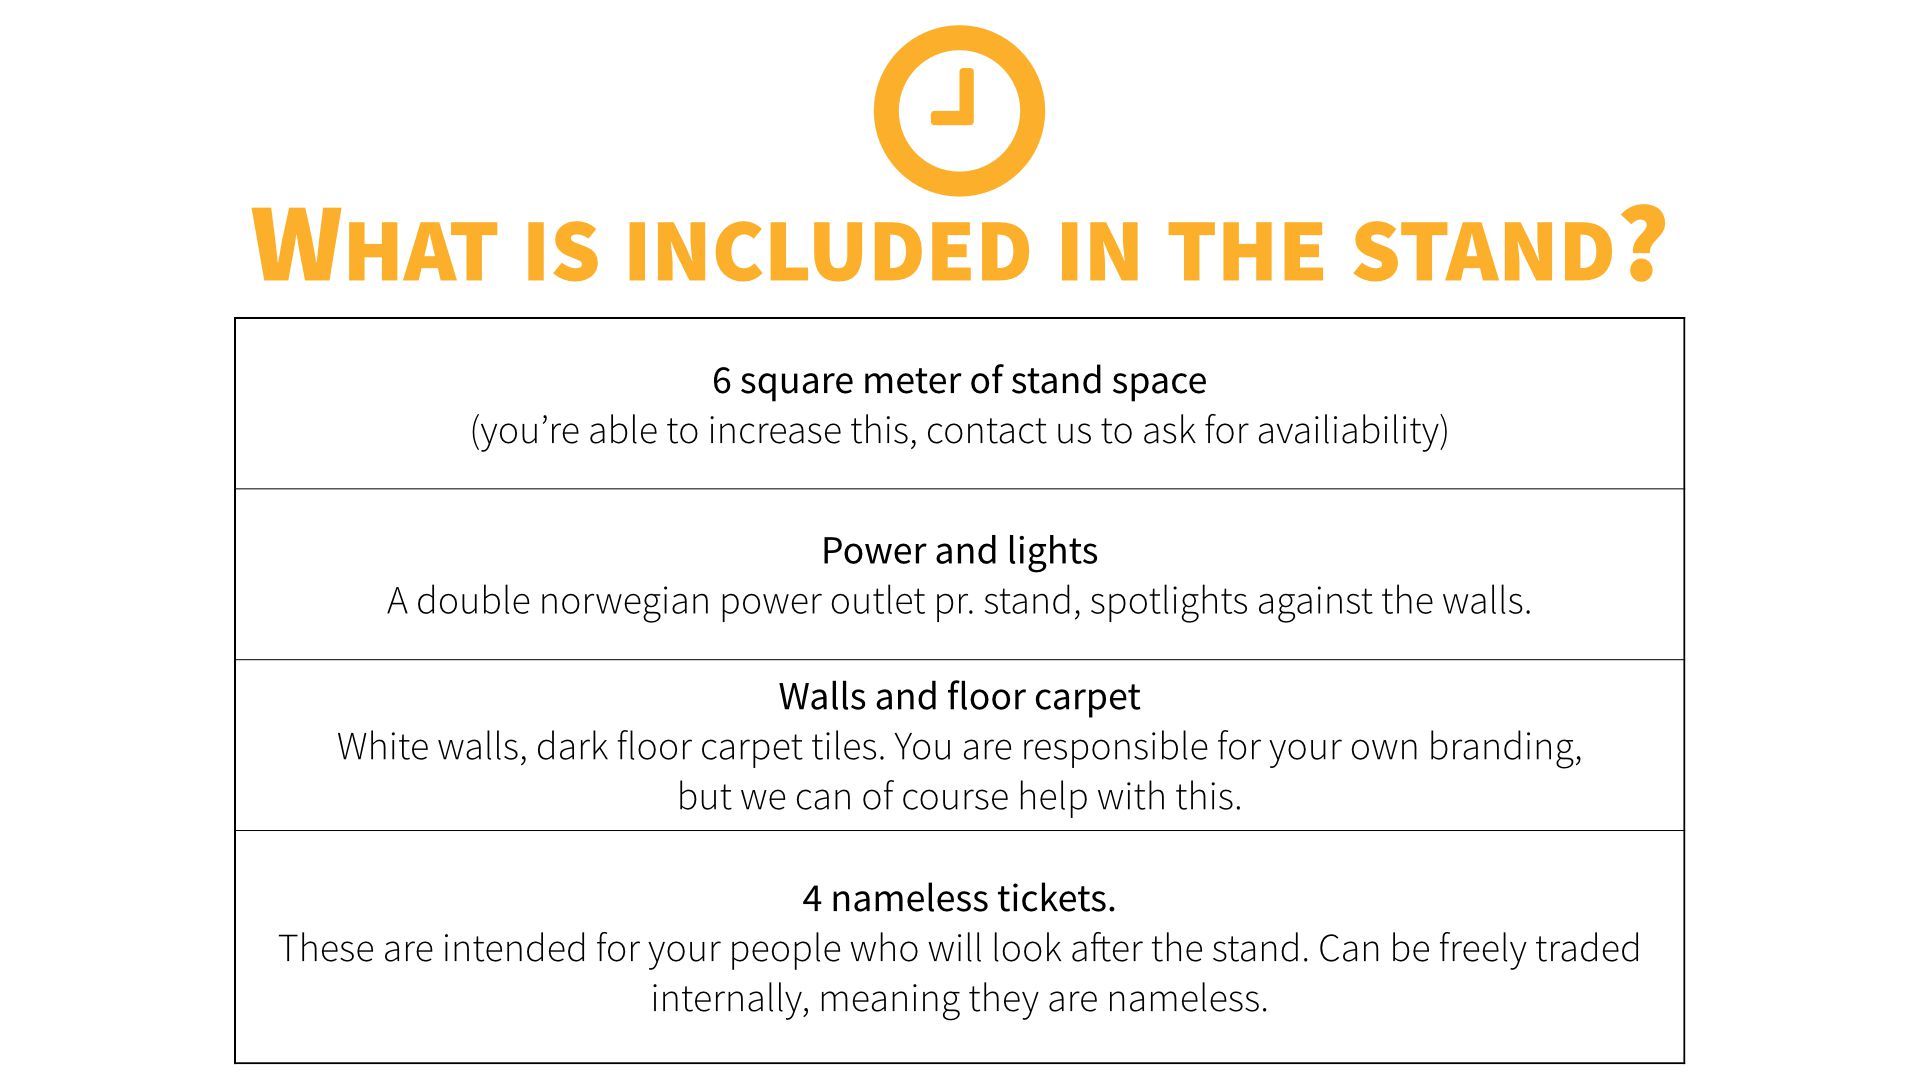 What is included in the stand?
6 square meter of stand space
(you’re able to increase this, contact us to ask for availiability)
Power and lights
A double norwegian power outlet pr. stand, spotlights against the walls.
Walls and floor carpet
White walls, dark floor carpet tiles. You are responsible for your own branding,
but we can of course help with this.
4 nameless tickets.
These are intended for your people who will look after the stand. Can be freely traded
internally, meaning they are nameless.